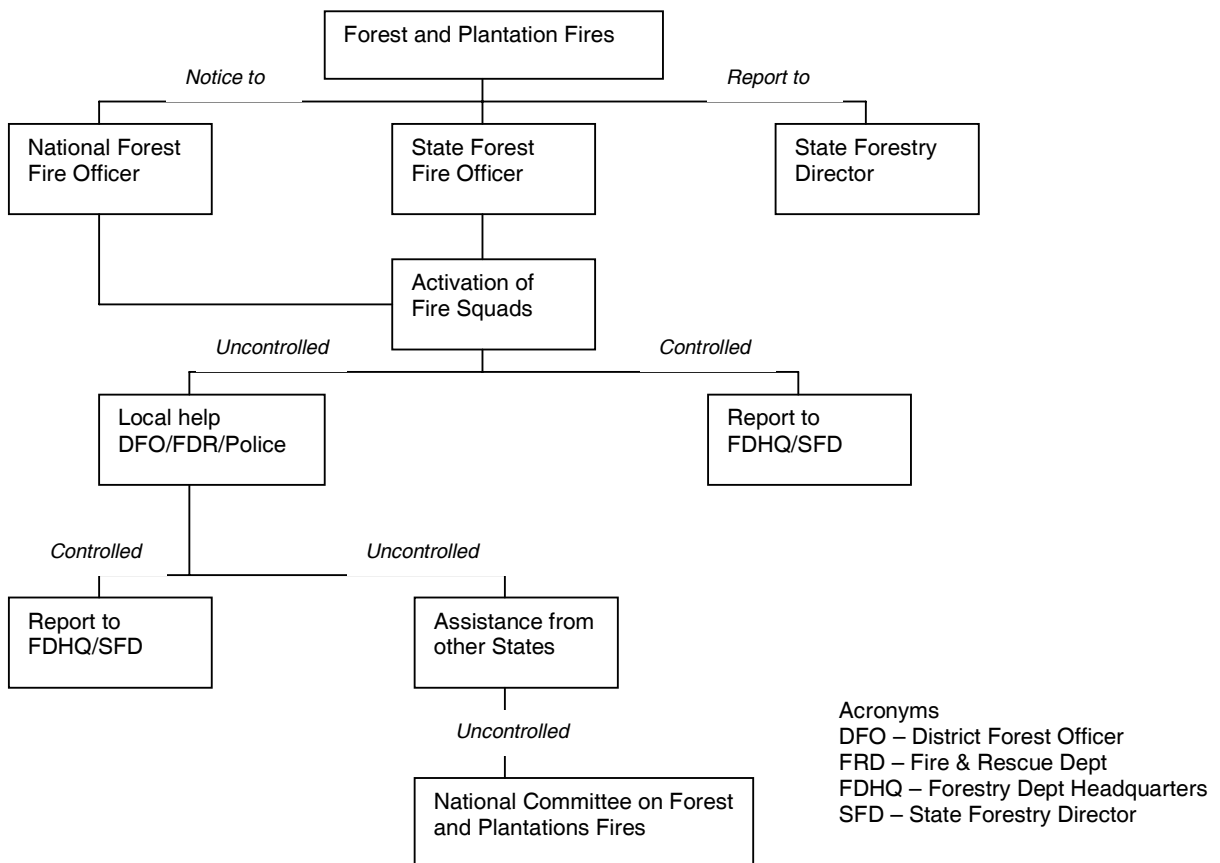 Forest and Plantation Fires
Notice to
Report to
National Forest
Fire Officer
State Forest
Fire Officer
State Forestry
Director
Activation of
Fire Squads
Uncontrolled
Controlled
Local help
DFO/FDR/Police
Report to
FDHQ/SFD
Controlled
Uncontrolled
Report to
FDHQ/SFD
Assistance from
other States
Uncontrolled
National Committee on Forest
and Plantations Fires
Acronyms
DFO – District Forest Officer
FRD – Fire & Rescue Dept
FDHQ – Forestry Dept Headquarters
SFD – State Forestry Director